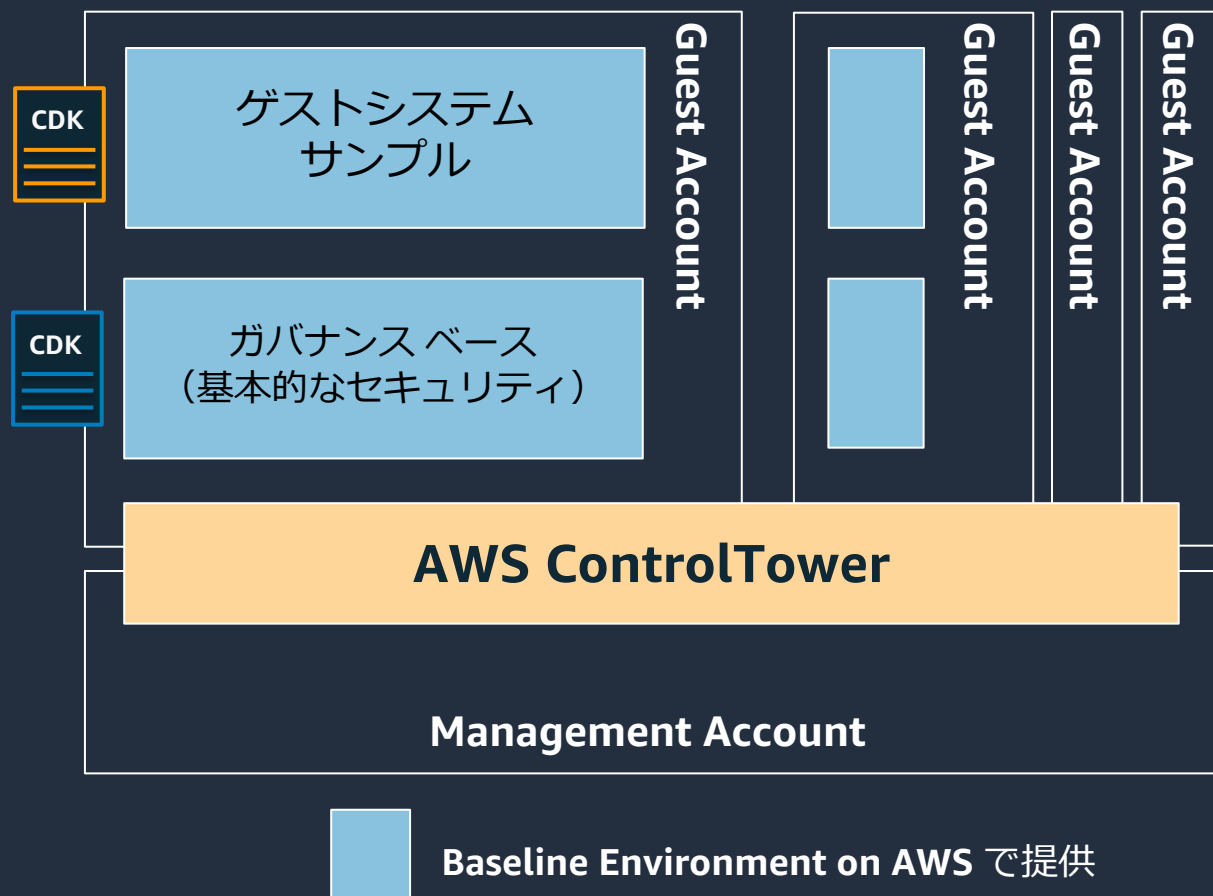 CDK
ゲストシステム
サンプル
Guest Account
Guest Account
Guest Account
Guest Account
CDK
ガバナンス ベース
（基本的なセキュリティ）
AWS ControlTower
Management Account
Baseline Environment on AWS で提供